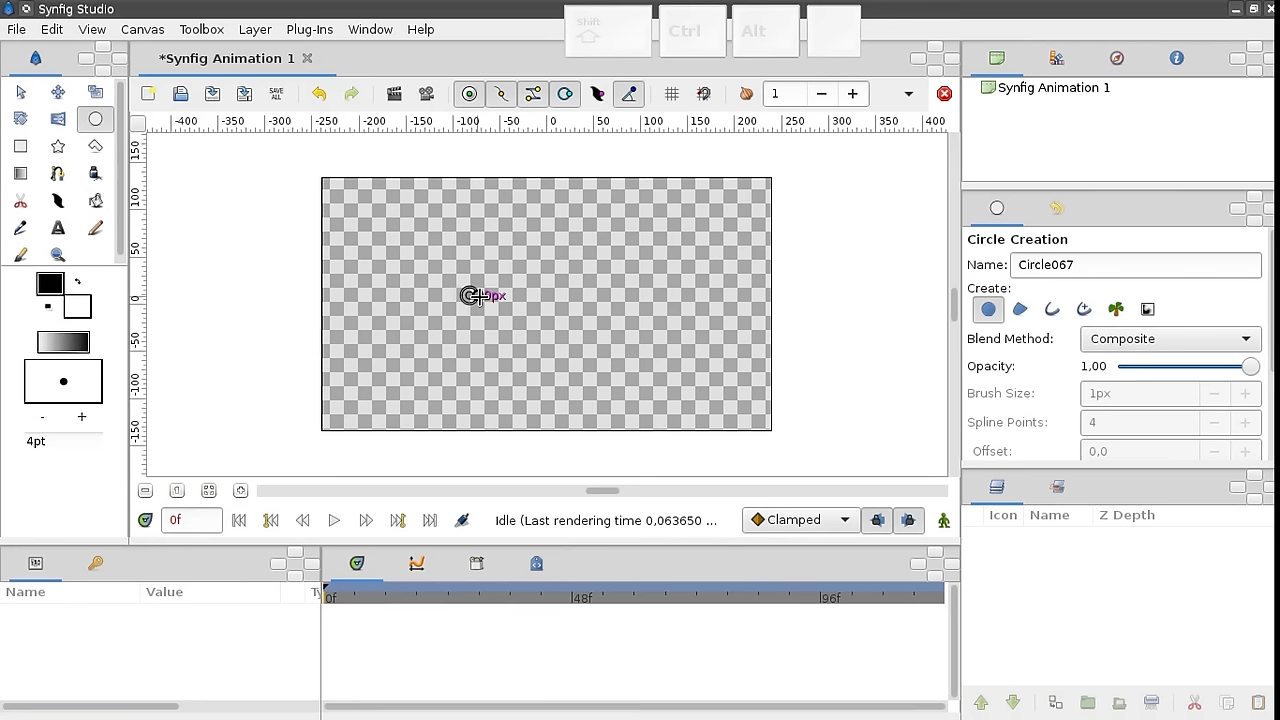 Synfig Studio
File Edit View Canvas Toolbox Layer Plug-Ins Window Help
Shift Ctrl Alt
*Synfig Animation 1
SAVE ALL
1
-400 -350 -300 -250 -200 -150 -100 -50 0 50 100 150 200 250 300 350 400
150
100
50
0
-50
-100
-150
px
4pt
Synfig Animation 1
Circle Creation
Name: Circle067
Create:
Blend Method: Composite
Opacity: 1,00
Brush Size: 1px
Spline Points: 4
Offset: 0,0
0f
Idle (Last rendering time 0,063650 ...
Clamped
Icon Name Z Depth
Name Value
0f 48f 96f